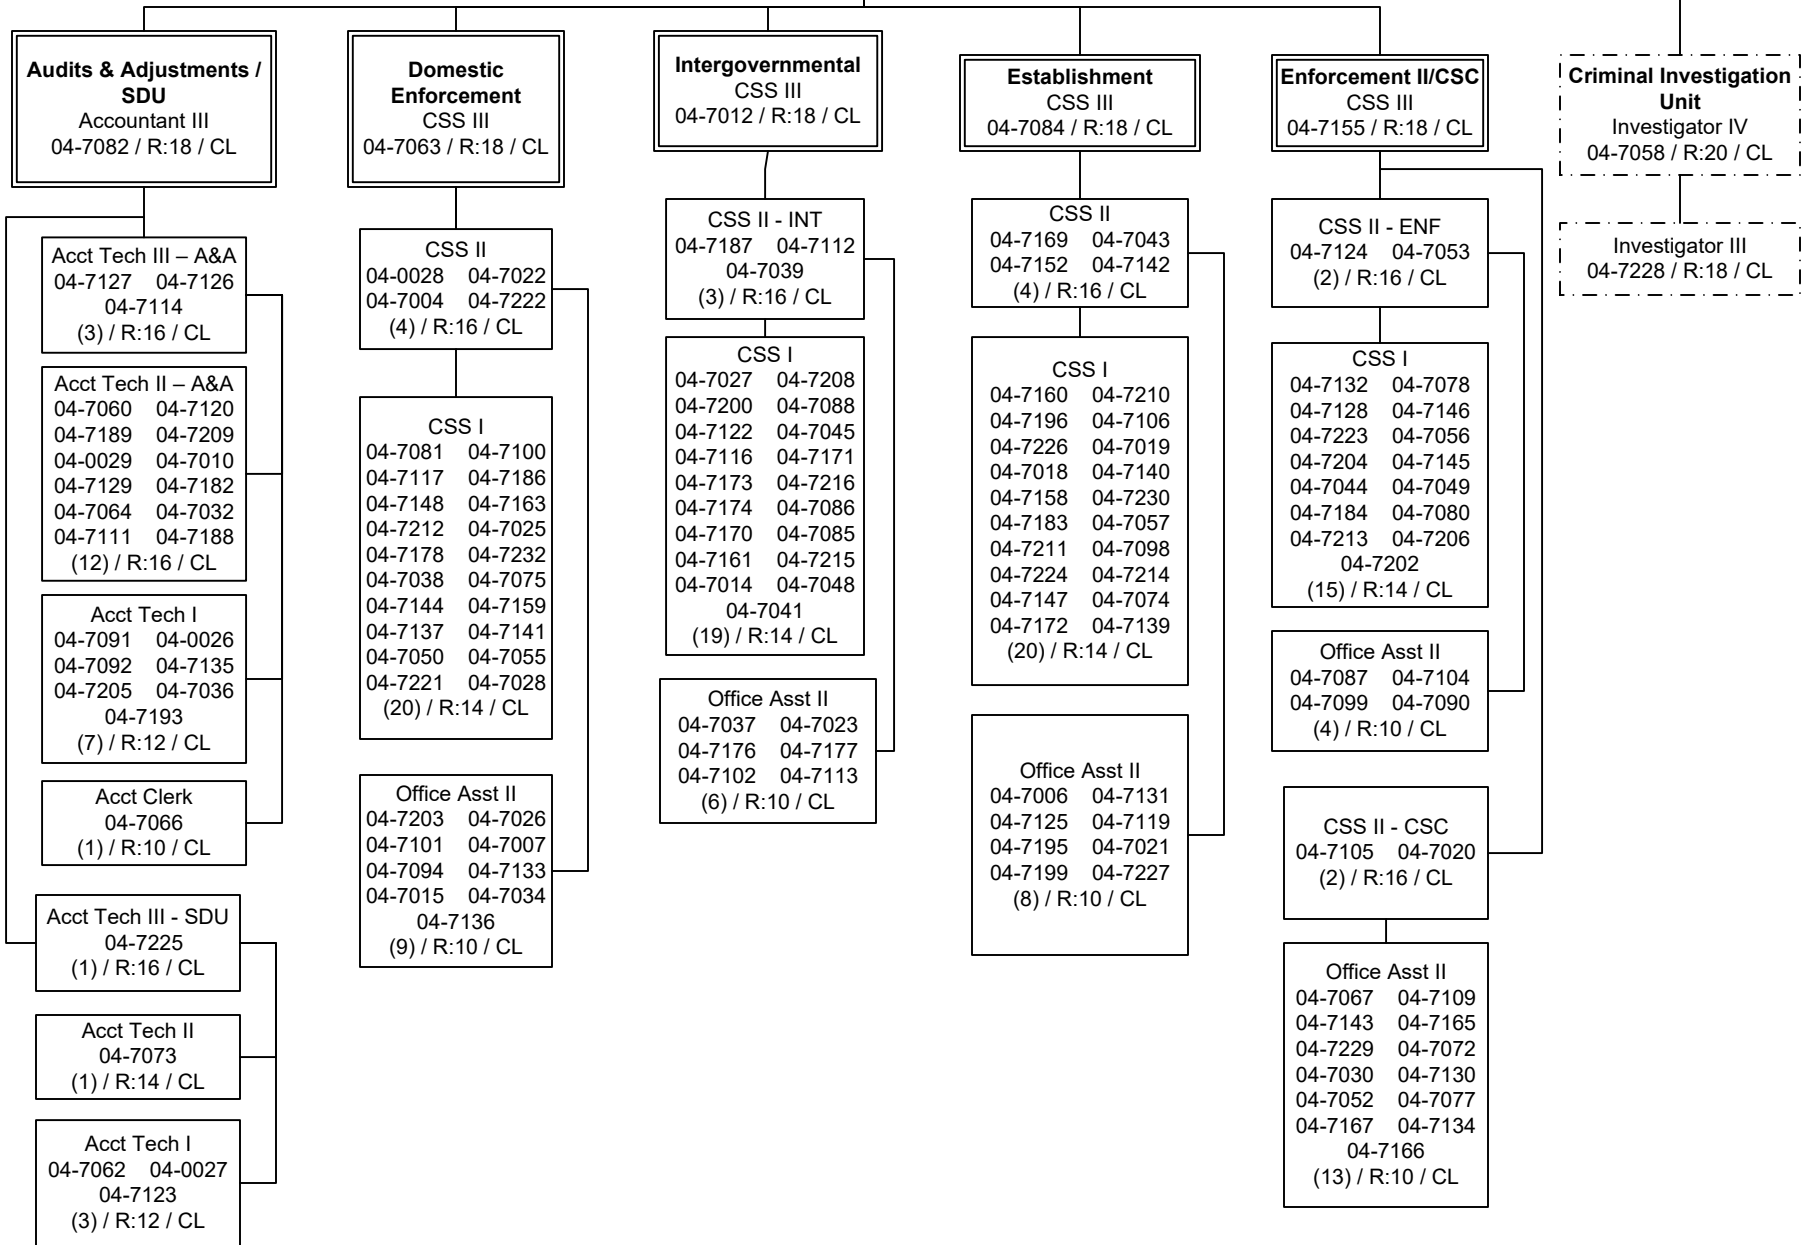 Audits & Adjustments /
SDU
Accountant III
04-7082 / R:18 / CL
Acct Tech III – A&A
04-7127 04-7126
04-7114
(3) / R:16 / CL
Acct Tech II – A&A
04-7060 04-7120
04-7189 04-7209
04-0029 04-7010
04-7129 04-7182
04-7064 04-7032
04-7111 04-7188
(12) / R:16 / CL
Acct Tech I
04-7091 04-0026
04-7092 04-7135
04-7205 04-7036
04-7193
(7) / R:12 / CL
Acct Clerk
04-7066
(1) / R:10 / CL
Acct Tech III - SDU
04-7225
(1) / R:16 / CL
Acct Tech II
04-7073
(1) / R:14 / CL
Acct Tech I
04-7062 04-0027
04-7123
(3) / R:12 / CL
Domestic
Enforcement
CSS III
04-7063 / R:18 / CL
CSS II
04-0028 04-7022
04-7004 04-7222
(4) / R:16 / CL
CSS I
04-7081 04-7100
04-7117 04-7186
04-7148 04-7163
04-7212 04-7025
04-7178 04-7232
04-7038 04-7075
04-7144 04-7159
04-7137 04-7141
04-7050 04-7055
04-7221 04-7028
(20) / R:14 / CL
Office Asst II
04-7203 04-7026
04-7101 04-7007
04-7094 04-7133
04-7015 04-7034
04-7136
(9) / R:10 / CL
Intergovernmental
CSS III
04-7012 / R:18 / CL
CSS II - INT
04-7187 04-7112
04-7039
(3) / R:16 / CL
CSS I
04-7027 04-7208
04-7200 04-7088
04-7122 04-7045
04-7116 04-7171
04-7173 04-7216
04-7174 04-7086
04-7170 04-7085
04-7161 04-7215
04-7014 04-7048
04-7041
(19) / R:14 / CL
Office Asst II
04-7037 04-7023
04-7176 04-7177
04-7102 04-7113
(6) / R:10 / CL
Establishment
CSS III
04-7084 / R:18 / CL
CSS II
04-7169 04-7043
04-7152 04-7142
(4) / R:16 / CL
CSS I
04-7160 04-7210
04-7196 04-7106
04-7226 04-7019
04-7018 04-7140
04-7158 04-7230
04-7183 04-7057
04-7211 04-7098
04-7224 04-7214
04-7147 04-7074
04-7172 04-7139
(20) / R:14 / CL
Office Asst II
04-7006 04-7131
04-7125 04-7119
04-7195 04-7021
04-7199 04-7227
(8) / R:10 / CL
Enforcement II/CSC
CSS III
04-7155 / R:18 / CL
CSS II - ENF
04-7124 04-7053
(2) / R:16 / CL
CSS I
04-7132 04-7078
04-7128 04-7146
04-7223 04-7056
04-7204 04-7145
04-7044 04-7049
04-7184 04-7080
04-7213 04-7206
04-7202
(15) / R:14 / CL
Office Asst II
04-7087 04-7104
04-7099 04-7090
(4) / R:10 / CL
CSS II - CSC
04-7105 04-7020
(2) / R:16 / CL
Office Asst II
04-7067 04-7109
04-7143 04-7165
04-7229 04-7072
04-7030 04-7130
04-7052 04-7077
04-7167 04-7134
04-7166
(13) / R:10 / CL
Criminal Investigation
Unit
Investigator IV
04-7058 / R:20 / CL
Investigator III
04-7228 / R:18 / CL